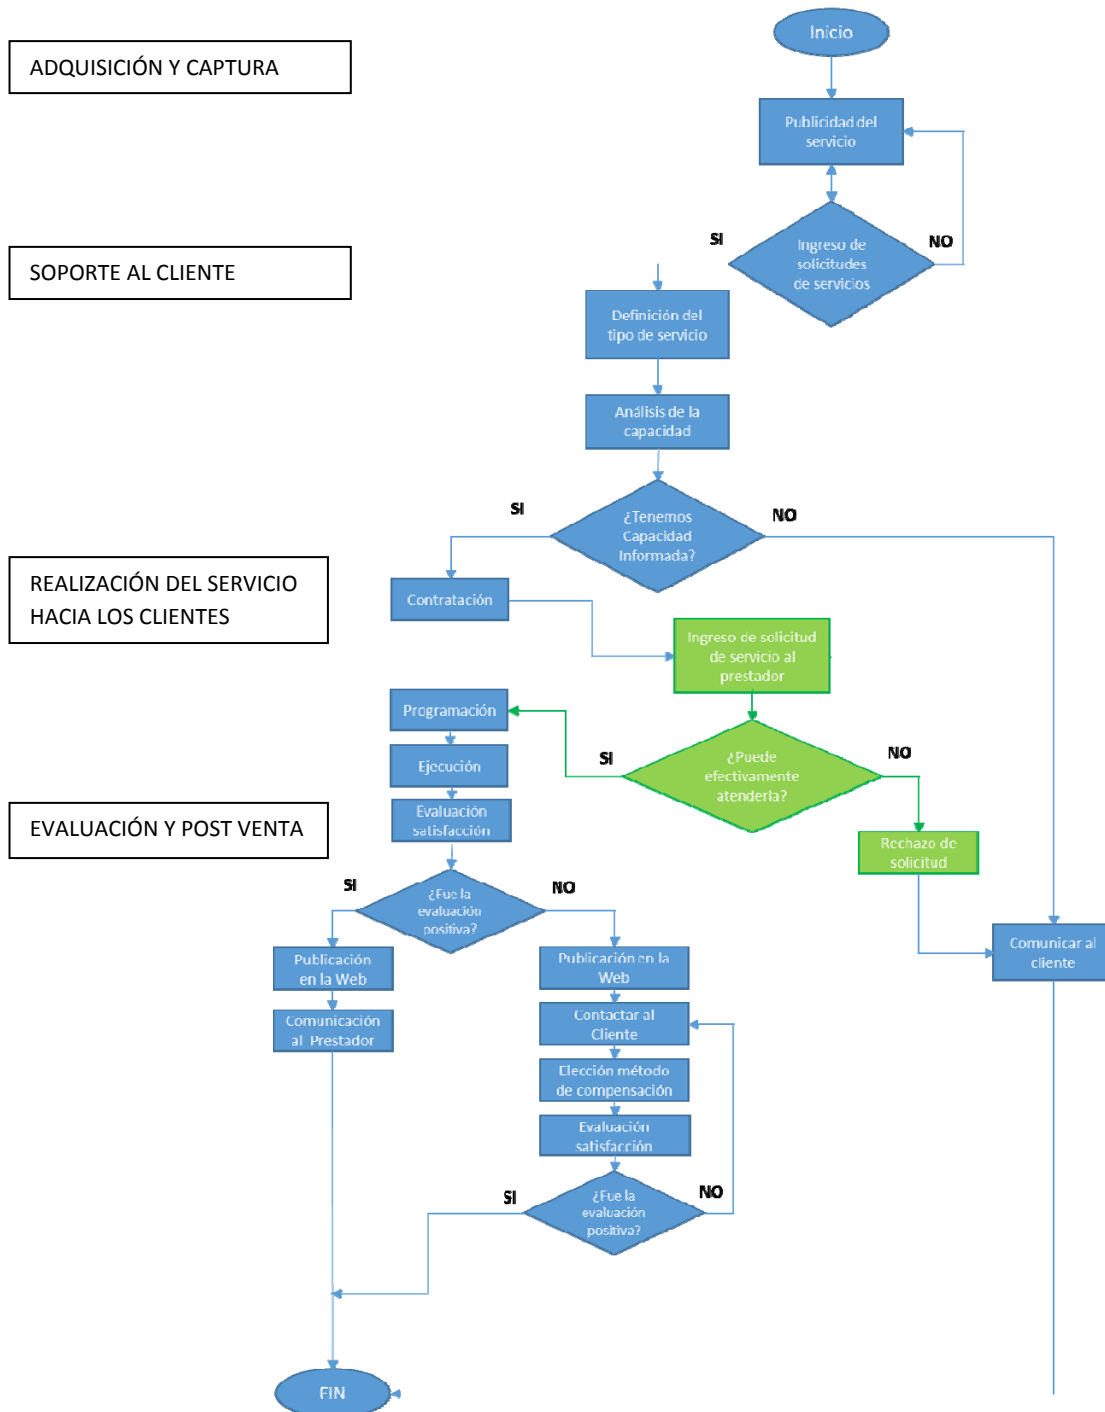 Inicio
ADQUISICIÓN Y CAPTURA
Publicidad del
servicio
SI
NO
Ingreso de
solicitudes
de servicios
SOPORTE AL CLIENTE
Definición del
tipo de servicio
Análisis de la
capacidad
SI
NO
¿Tenemos
Capacidad
Informada?
REALIZACIÓN DEL SERVICIO
HACIA LOS CLIENTES
Contratación
Ingreso de solicitud
de servicio al
prestador
Programación
SI
NO
¿Puede
efectivamente
atenderla?
Ejecución
EVALUACIÓN Y POST VENTA
Evaluación
satisfacción
Rechazo de
solicitud
SI
NO
¿Fue la
evaluación
positiva?
Comunicar al
cliente
Publicación
en la Web
Publicación en la
Web
Comunicación
al Prestador
Contactar al
Cliente
Elección método
de compensación
Evaluación
satisfacción
SI
NO
¿Fue la
evaluación
positiva?
FIN